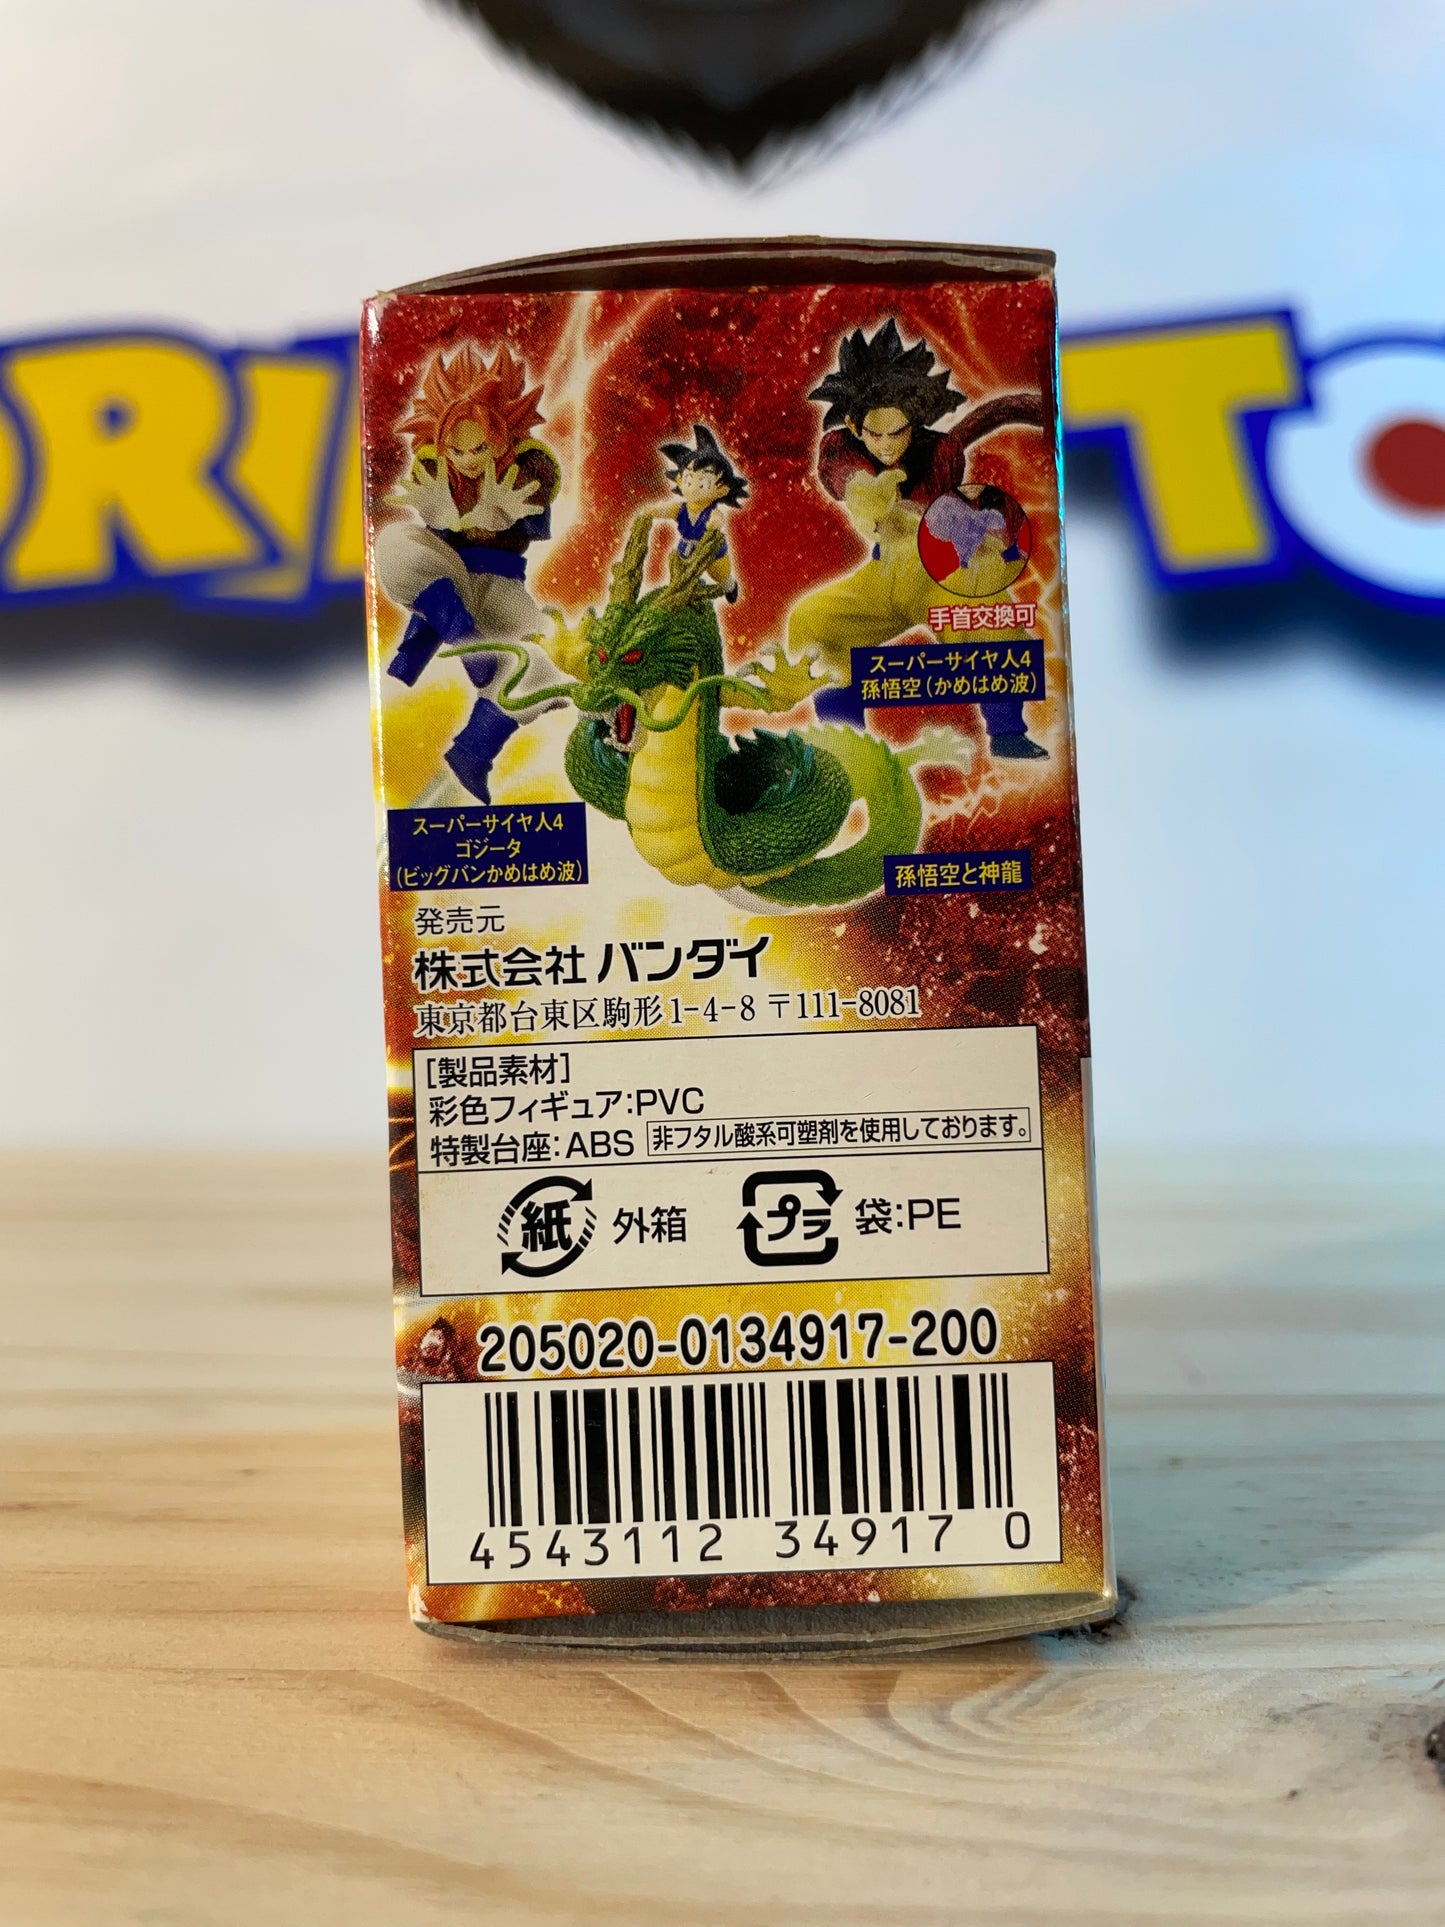 手首交換可
スーパーサイヤ人4
孫悟空(かめはめ波)
スーパーサイヤ人4
ゴジータ
(ビッグバンかめはめ波)
孫悟空と神龍
発売元
株式会社 バンダイ
東京都台東区駒形1-4-8 〒111-8081
[製品素材]
彩色フィギュア:PVC
特製台座:ABS 非フタル酸系可塑剤を使用しております。
紙 外箱 プラ 袋:PE
205020-0134917-200
4543112 34917 0